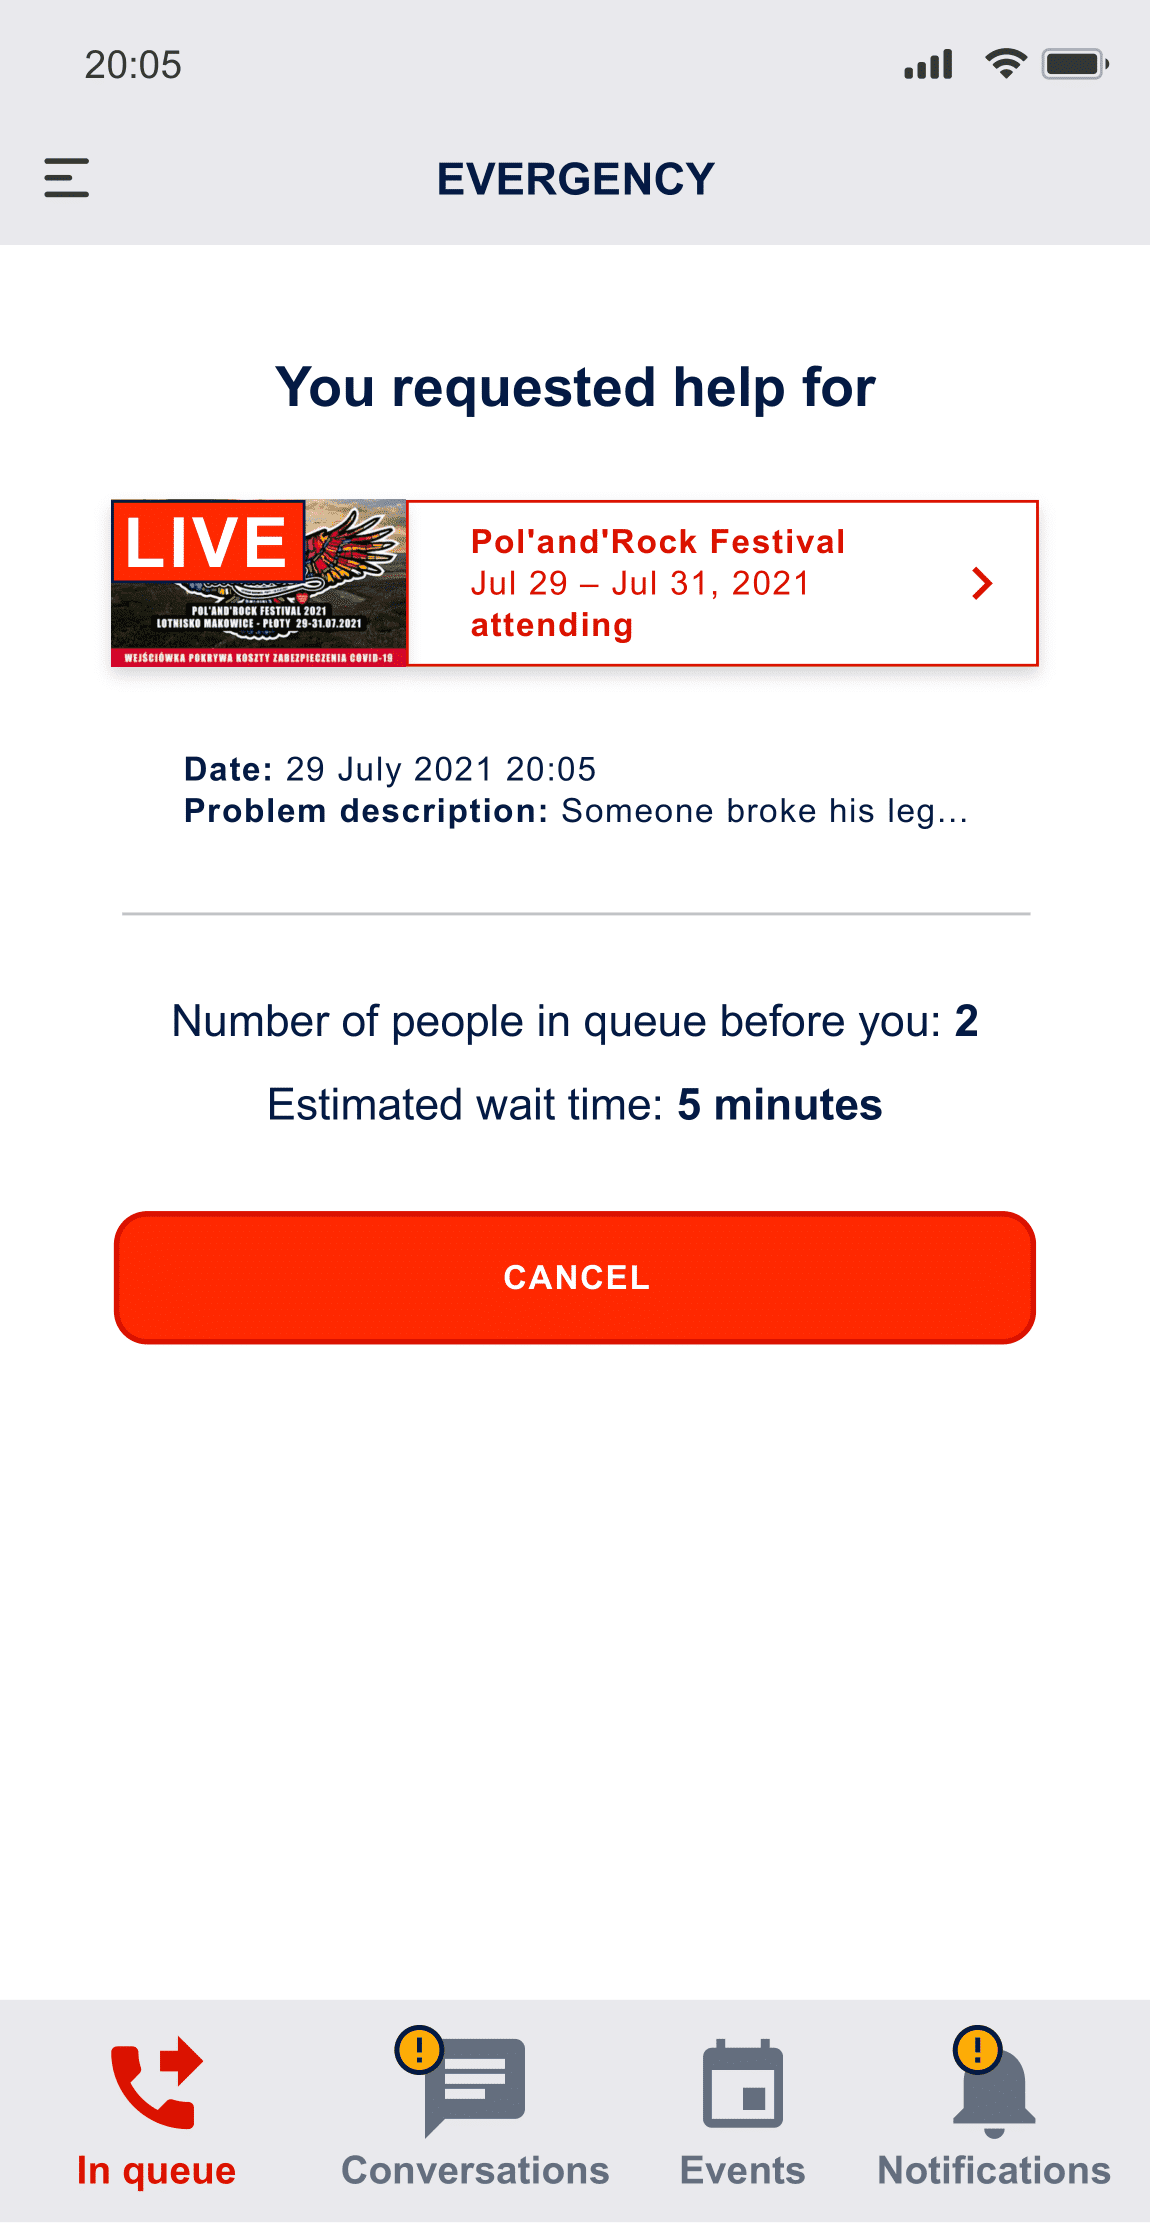 20:05
EVERGENCY
You requested help for
LIVE
POL'AND'ROCK FESTIVAL 2021
LOTNISKO MAKOWICE - PŁOTY 29-31.07.2021
WEJŚCIÓWKA POKRYWA KOSZTY ZABEZPIECZENIA COVID-19
Pol'and'Rock Festival
Jul 29 – Jul 31, 2021
attending
Date: 29 July 2021 20:05
Problem description: Someone broke his leg...
Number of people in queue before you: 2
Estimated wait time: 5 minutes
CANCEL
In queue
!
Conversations
Events
!
Notifications